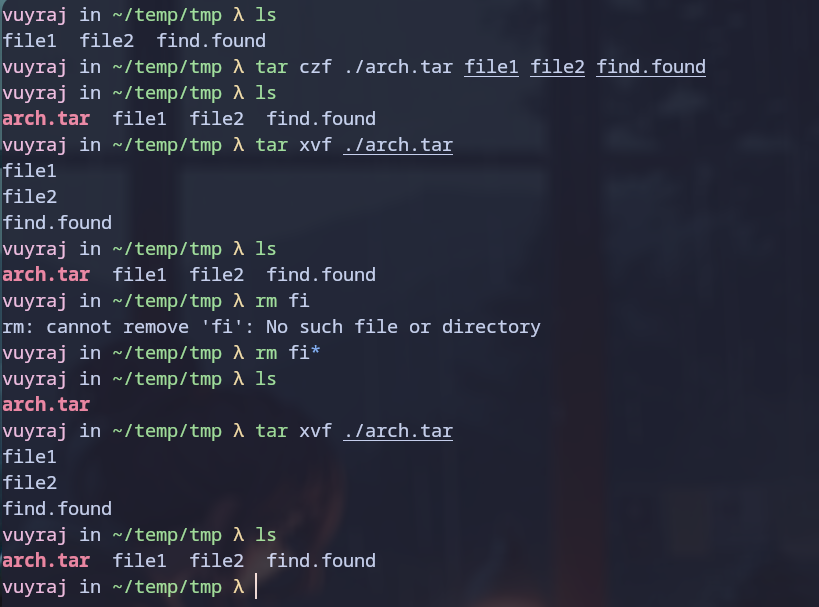 vuyraj in ~/temp/tmp λ ls
file1  file2  find.found
vuyraj in ~/temp/tmp λ tar czf ./arch.tar file1 file2 find.found
vuyraj in ~/temp/tmp λ ls
arch.tar  file1  file2  find.found
vuyraj in ~/temp/tmp λ tar xvf ./arch.tar
file1
file2
find.found
vuyraj in ~/temp/tmp λ ls
arch.tar  file1  file2  find.found
vuyraj in ~/temp/tmp λ rm fi
rm: cannot remove 'fi': No such file or directory
vuyraj in ~/temp/tmp λ rm fi*
vuyraj in ~/temp/tmp λ ls
arch.tar
vuyraj in ~/temp/tmp λ tar xvf ./arch.tar
file1
file2
find.found
vuyraj in ~/temp/tmp λ ls
arch.tar  file1  file2  find.found
vuyraj in ~/temp/tmp λ